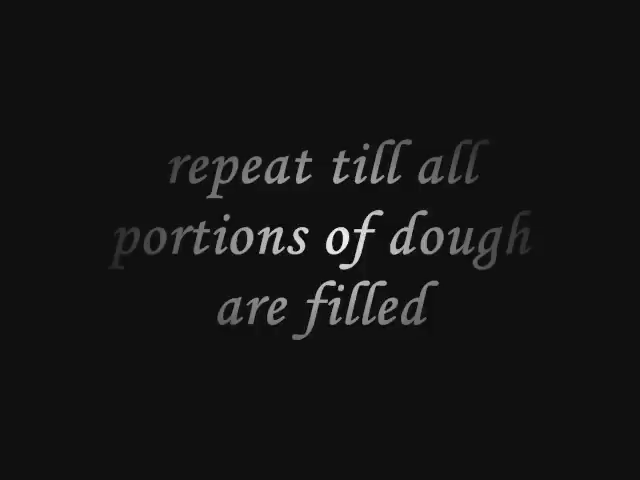 repeat till all
portions of dough
are filled